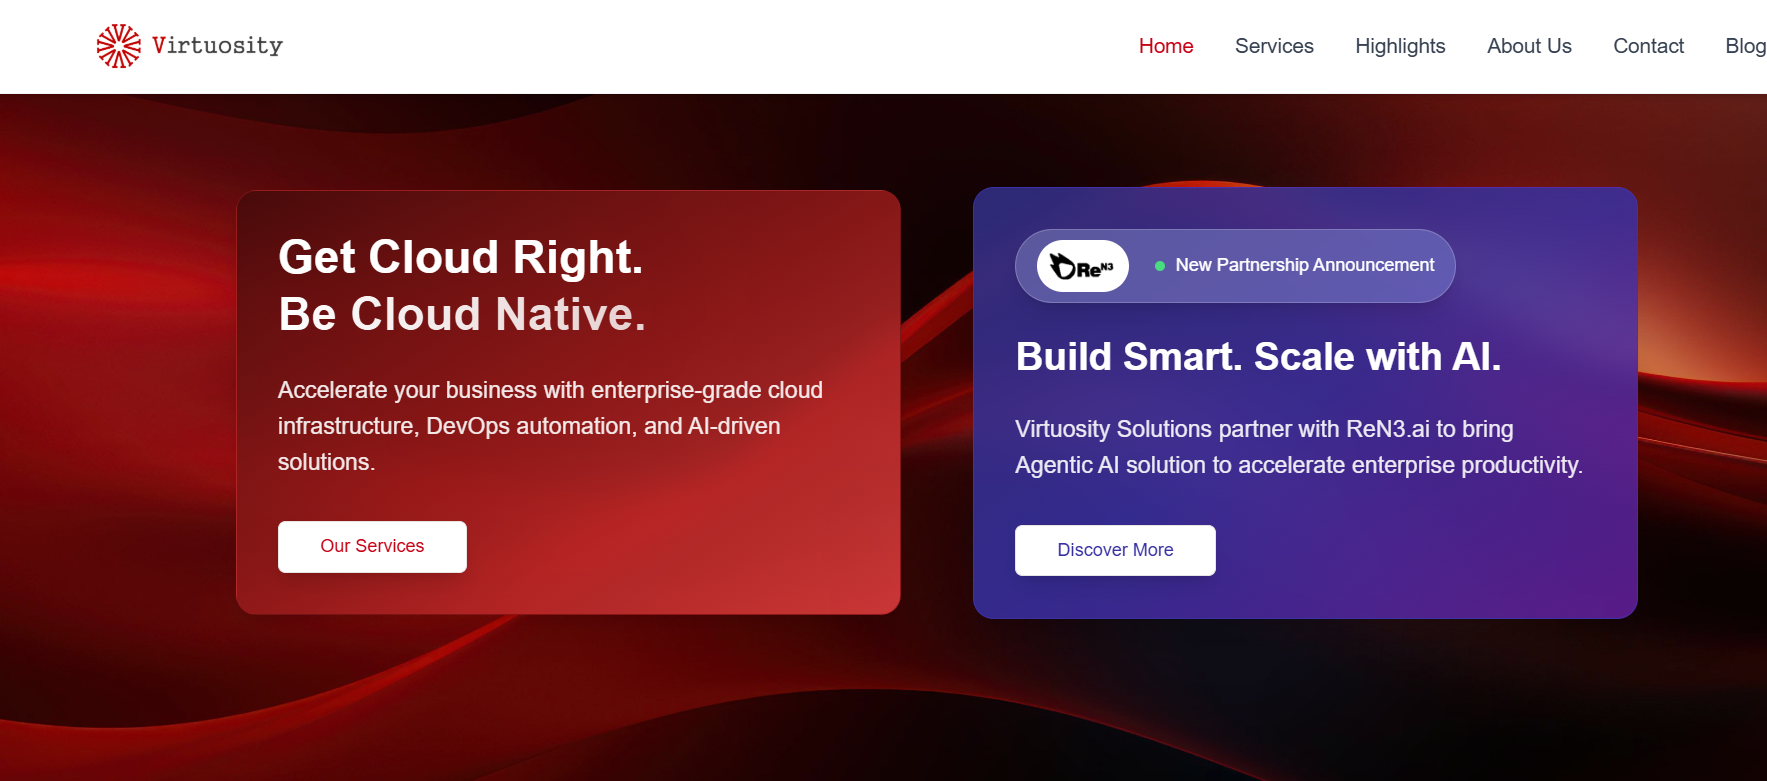 Virtuosity
Home Services Highlights About Us Contact Blog
Get Cloud Right.
Be Cloud Native.
Accelerate your business with enterprise-grade cloud
infrastructure, DevOps automation, and AI-driven
solutions.
Our Services
ReN3 New Partnership Announcement
Build Smart. Scale with AI.
Virtuosity Solutions partner with ReN3.ai to bring
Agentic AI solution to accelerate enterprise productivity.
Discover More